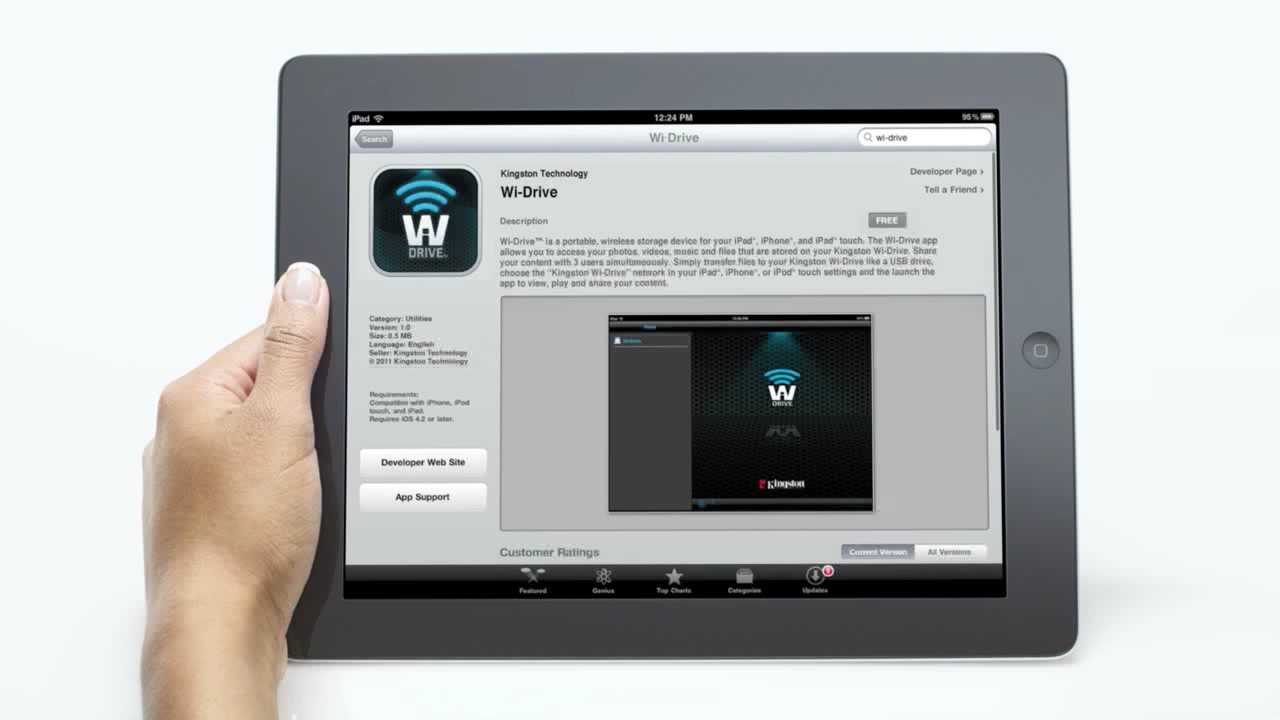 iPad
12:24 PM
95%
Search
Wi-Drive
wi-drive
Kingston Technology
Wi-Drive
Developer Page ›
Tell a Friend ›
Description
FREE
Wi-Drive™ is a portable, wireless storage device for your iPad®, iPhone®, and iPad® touch. The Wi-Drive app
allows you to access your photos, videos, music and files that are stored on your Kingston Wi-Drive. Share
your content with 3 users simultaneously. Simply transfer files to your Kingston Wi-Drive like a USB drive,
choose the "Kingston Wi-Drive" network in your iPad®, iPhone®, or iPod® touch settings and the launch the
app to view, play and share your content.
WI
DRIVE™
Category: Utilities
Version: 1.0
Size: 0.5 MB
Language: English
Seller: Kingston Technology
© 2011 Kingston Technology
Requirements:
Compatible with iPhone, iPod
touch, and iPad.
Requires iOS 4.2 or later.
Developer Web Site
App Support
WI
DRIVE
Kingston
Customer Ratings
Current Version
All Versions
Featured
Genius
Top Charts
Categories
Updates